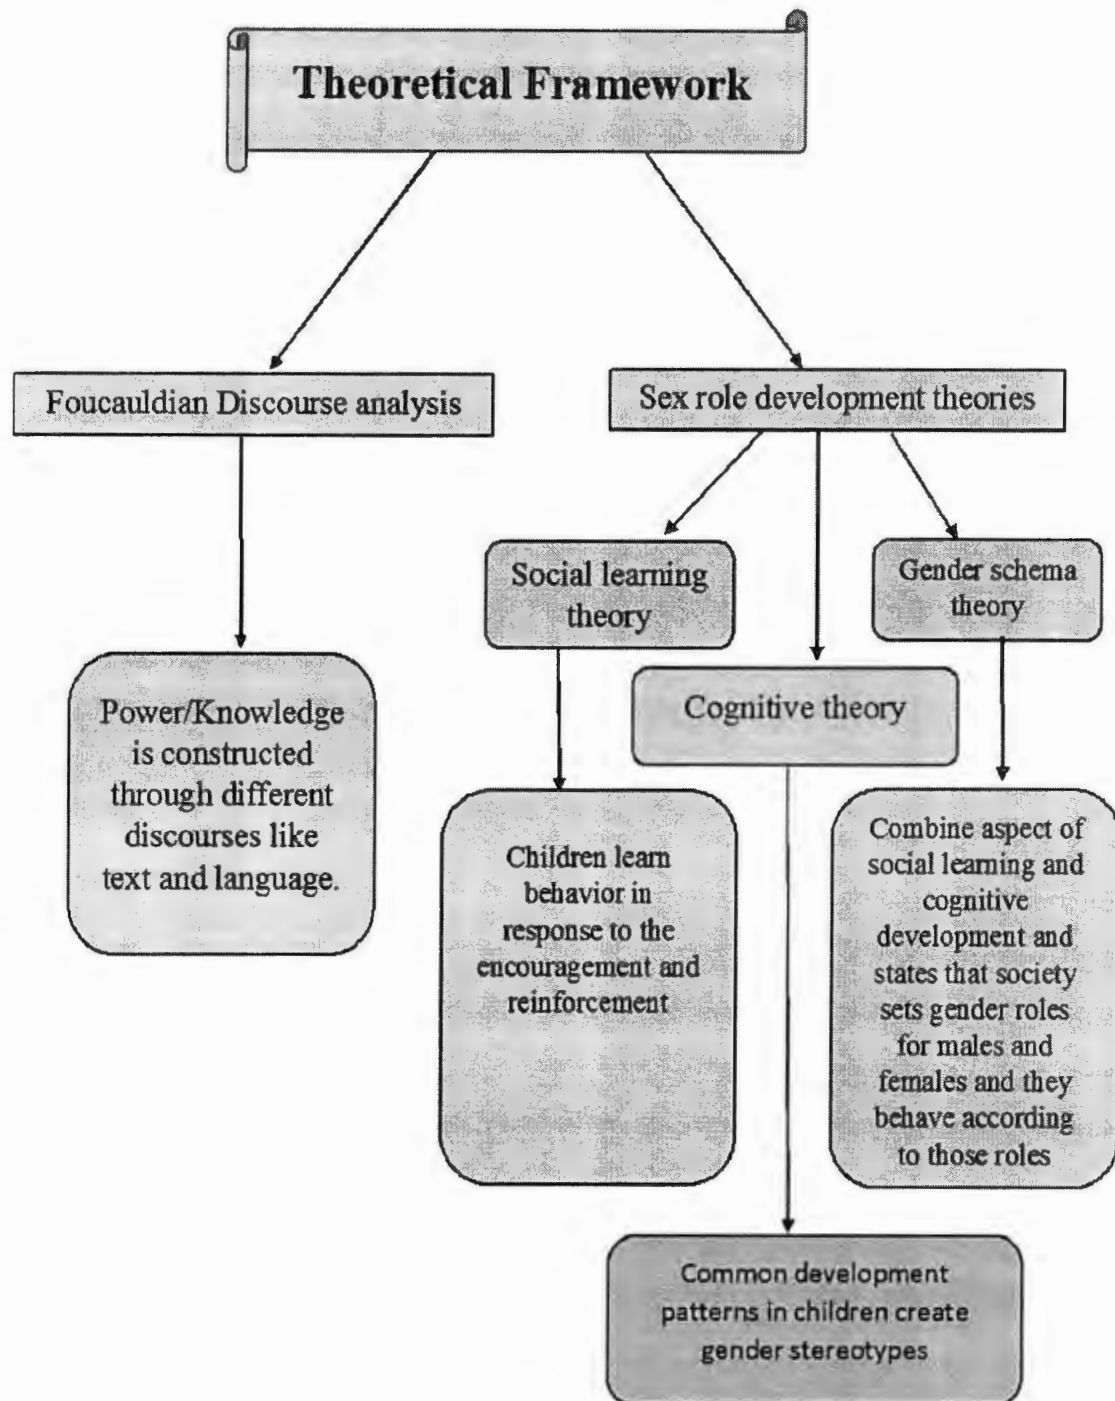 Theoretical Framework
Foucauldian Discourse analysis
Sex role development theories
Power/Knowledge
is constructed
through different
discourses like
text and language.
Social learning
theory
Cognitive theory
Gender schema
theory
Children learn
behavior in
response to the
encouragement and
reinforcement
Common development
patterns in children create
gender stereotypes
Combine aspect of
social learning and
cognitive
development and
states that society
sets gender roles
for males and
females and they
behave according
to those roles